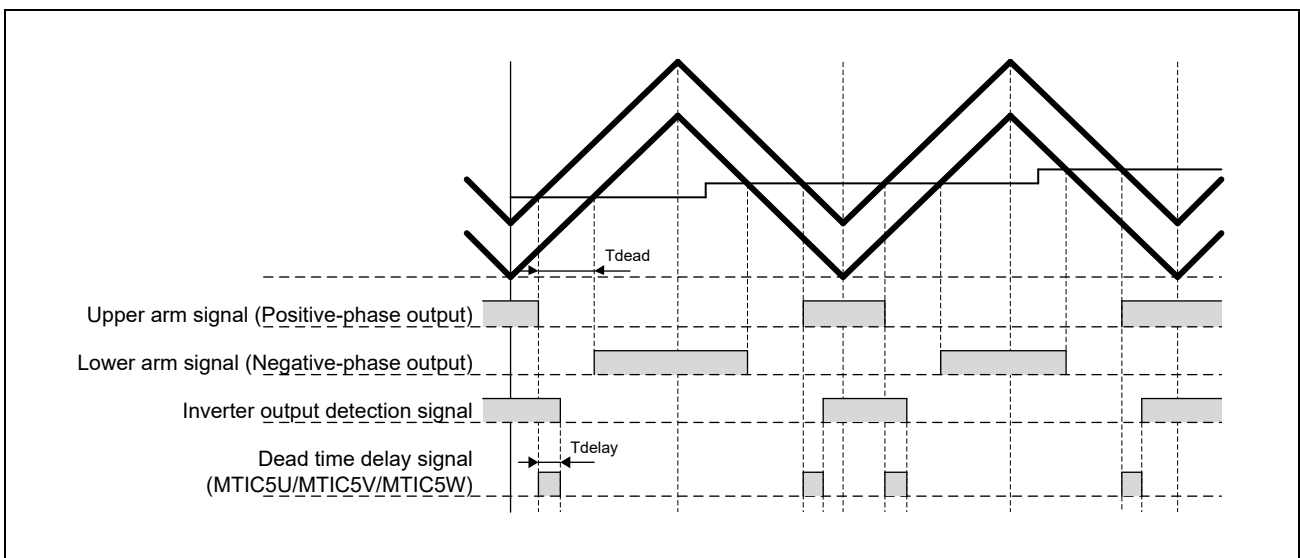 Tdead
Upper arm signal (Positive-phase output)
Lower arm signal (Negative-phase output)
Inverter output detection signal
Tdelay
Dead time delay signal
(MTIC5U/MTIC5V/MTIC5W)